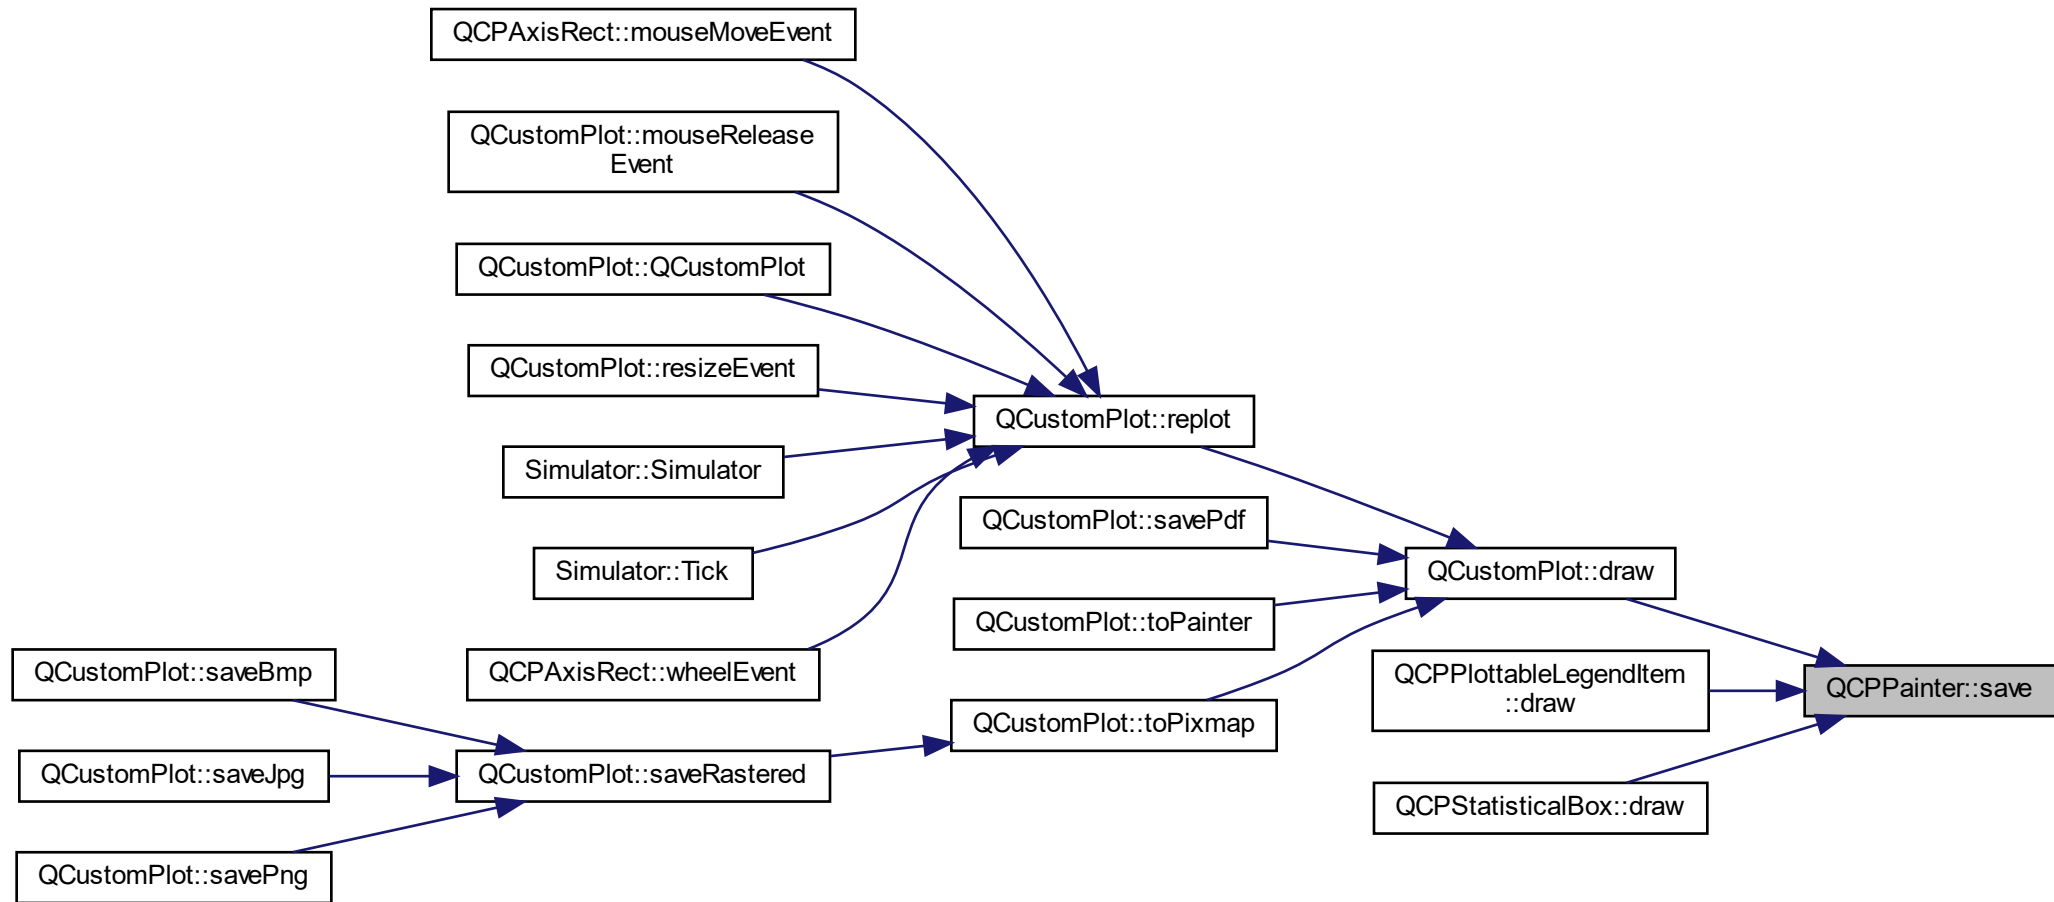 QCPAxisRect::mouseMoveEvent
QCustomPlot::mouseRelease
Event
QCustomPlot::QCustomPlot
QCustomPlot::resizeEvent
QCustomPlot::replot
Simulator::Simulator
QCustomPlot::savePdf
Simulator::Tick
QCustomPlot::draw
QCustomPlot::toPainter
QCustomPlot::saveBmp
QCPAxisRect::wheelEvent
QCPPlottableLegendItem
::draw
QCPPainter::save
QCustomPlot::toPixmap
QCustomPlot::saveJpg
QCustomPlot::saveRastered
QCPStatisticalBox::draw
QCustomPlot::savePng